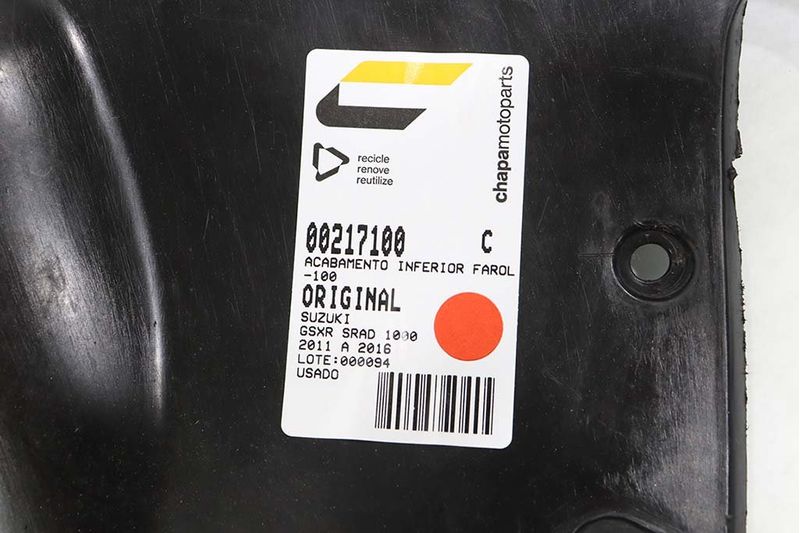 chapamotoparts
recicle
renove
reutilize
00217100 C
ACABAMENTO INFERIOR FAROL
-100
ORIGINAL
SUZUKI
GSXR SRAD 1000
2011 A 2016
LOTE:000094
USADO